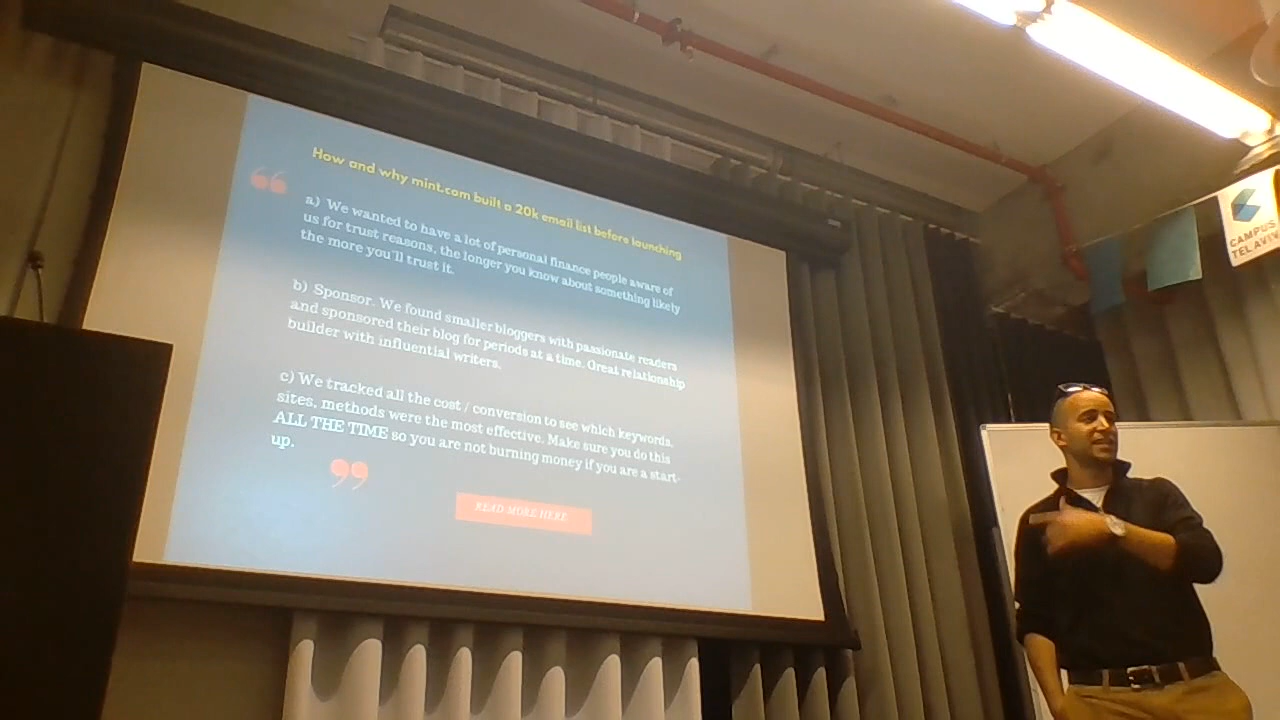 How and why mint.com built a 20k email list before launching
“
a) We wanted to have a lot of personal finance people aware of
us for trust reasons, the longer you know about something likely
the more you'll trust it.
b) Sponsor. We found smaller bloggers with passionate readers
and sponsored their blog for periods at a time. Great relationship
builder with influential writers.
c) We tracked all the cost / conversion to see which keywords,
sites, methods were the most effective. Make sure you do this
ALL THE TIME so you are not burning money if you are a start-
up.
”
READ MORE HERE
CAMPUS
TEL AVIV